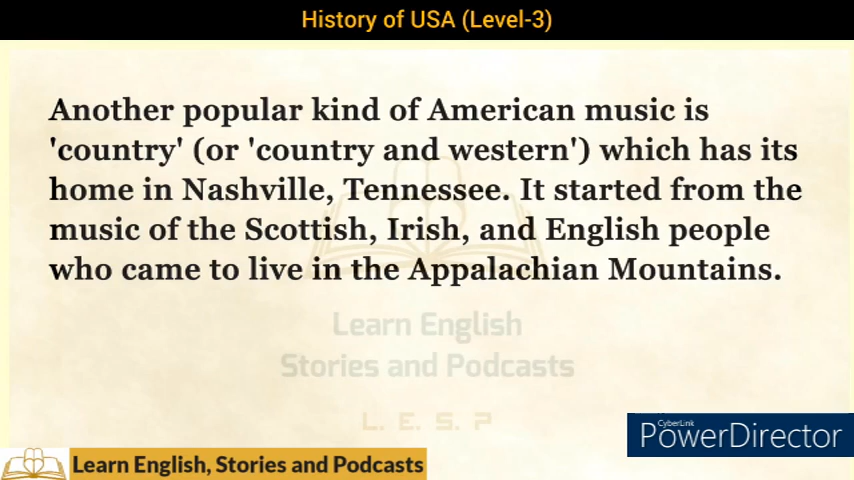 History of USA (Level-3)
Another popular kind of American music is
'country' (or 'country and western') which has its
home in Nashville, Tennessee. It started from the
music of the Scottish, Irish, and English people
who came to live in the Appalachian Mountains.
Learn English
Stories and Podcasts
L. E. S. P
CyberLink
PowerDirector
Learn English, Stories and Podcasts